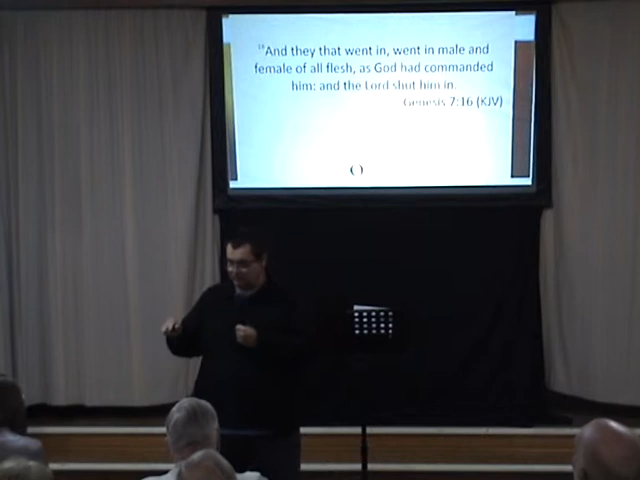 ¹⁶And they that went in, went in male and
female of all flesh, as God had commanded
him: and the Lord shut him in.
Genesis 7:16 (KJV)
()